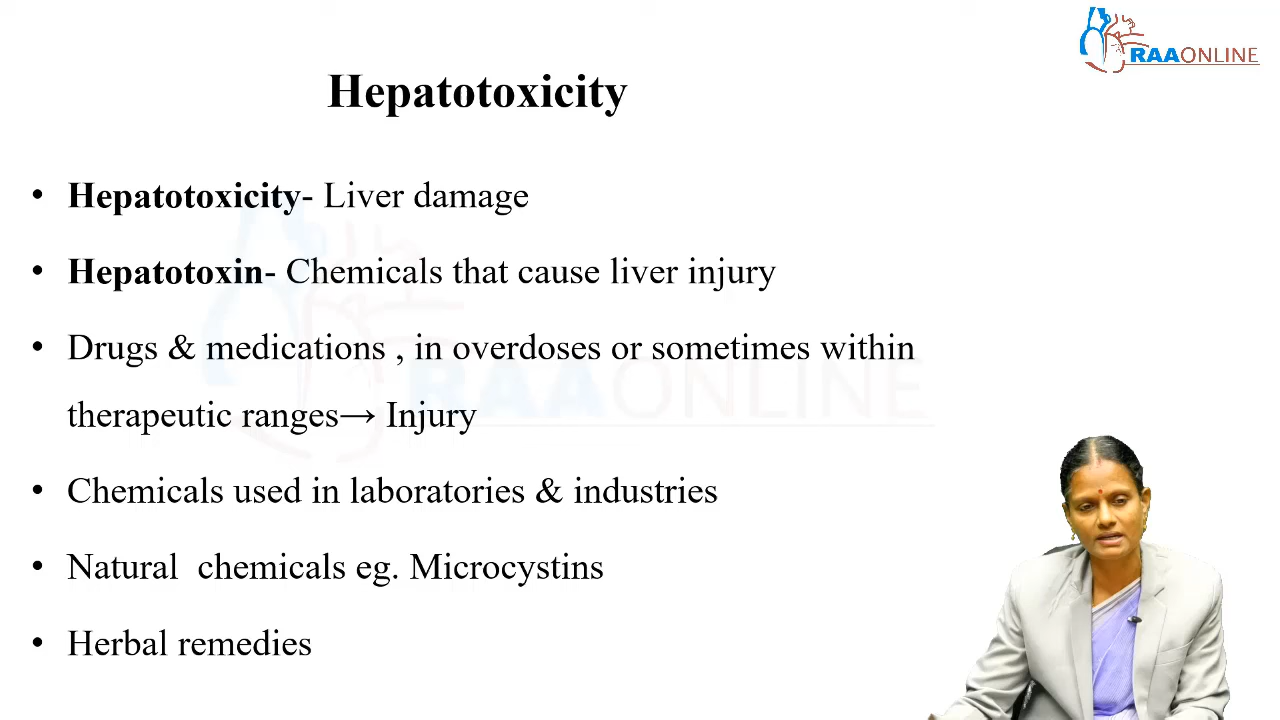 RAAONLINE
Hepatotoxicity
• Hepatotoxicity- Liver damage
• Hepatotoxin- Chemicals that cause liver injury
• Drugs & medications , in overdoses or sometimes within
therapeutic ranges→ Injury
• Chemicals used in laboratories & industries
• Natural  chemicals eg. Microcystins
• Herbal remedies
RAAONLINE